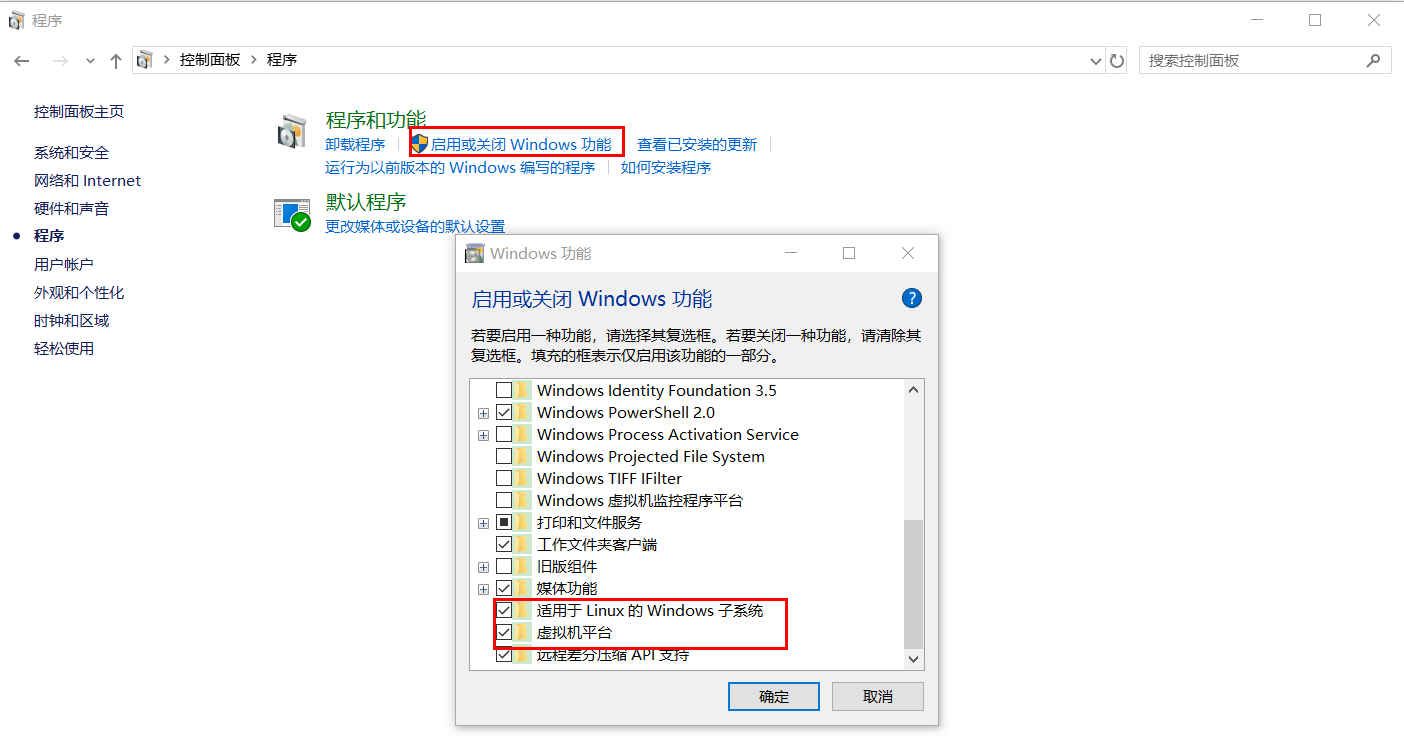 程序
控制面板 程序 搜索控制面板
控制面板主页
系统和安全
网络和 Internet
硬件和声音
程序
用户帐户
外观和个性化
时钟和区域
轻松使用
程序和功能
卸载程序 启用或关闭 Windows 功能 查看已安装的更新
运行为以前版本的 Windows 编写的程序 如何安装程序
默认程序
更改媒体或设备的默认设置
Windows 功能
启用或关闭 Windows 功能 ?
若要启用一种功能，请选择其复选框。若要关闭一种功能，请清除其
复选框。填充的框表示仅启用该功能的一部分。
Windows Identity Foundation 3.5
Windows PowerShell 2.0
Windows Process Activation Service
Windows Projected File System
Windows TIFF IFilter
Windows 虚拟机监控程序平台
打印和文件服务
工作文件夹客户端
旧版组件
媒体功能
适用于 Linux 的 Windows 子系统
虚拟机平台
远程差分压缩 API 支持
确定 取消